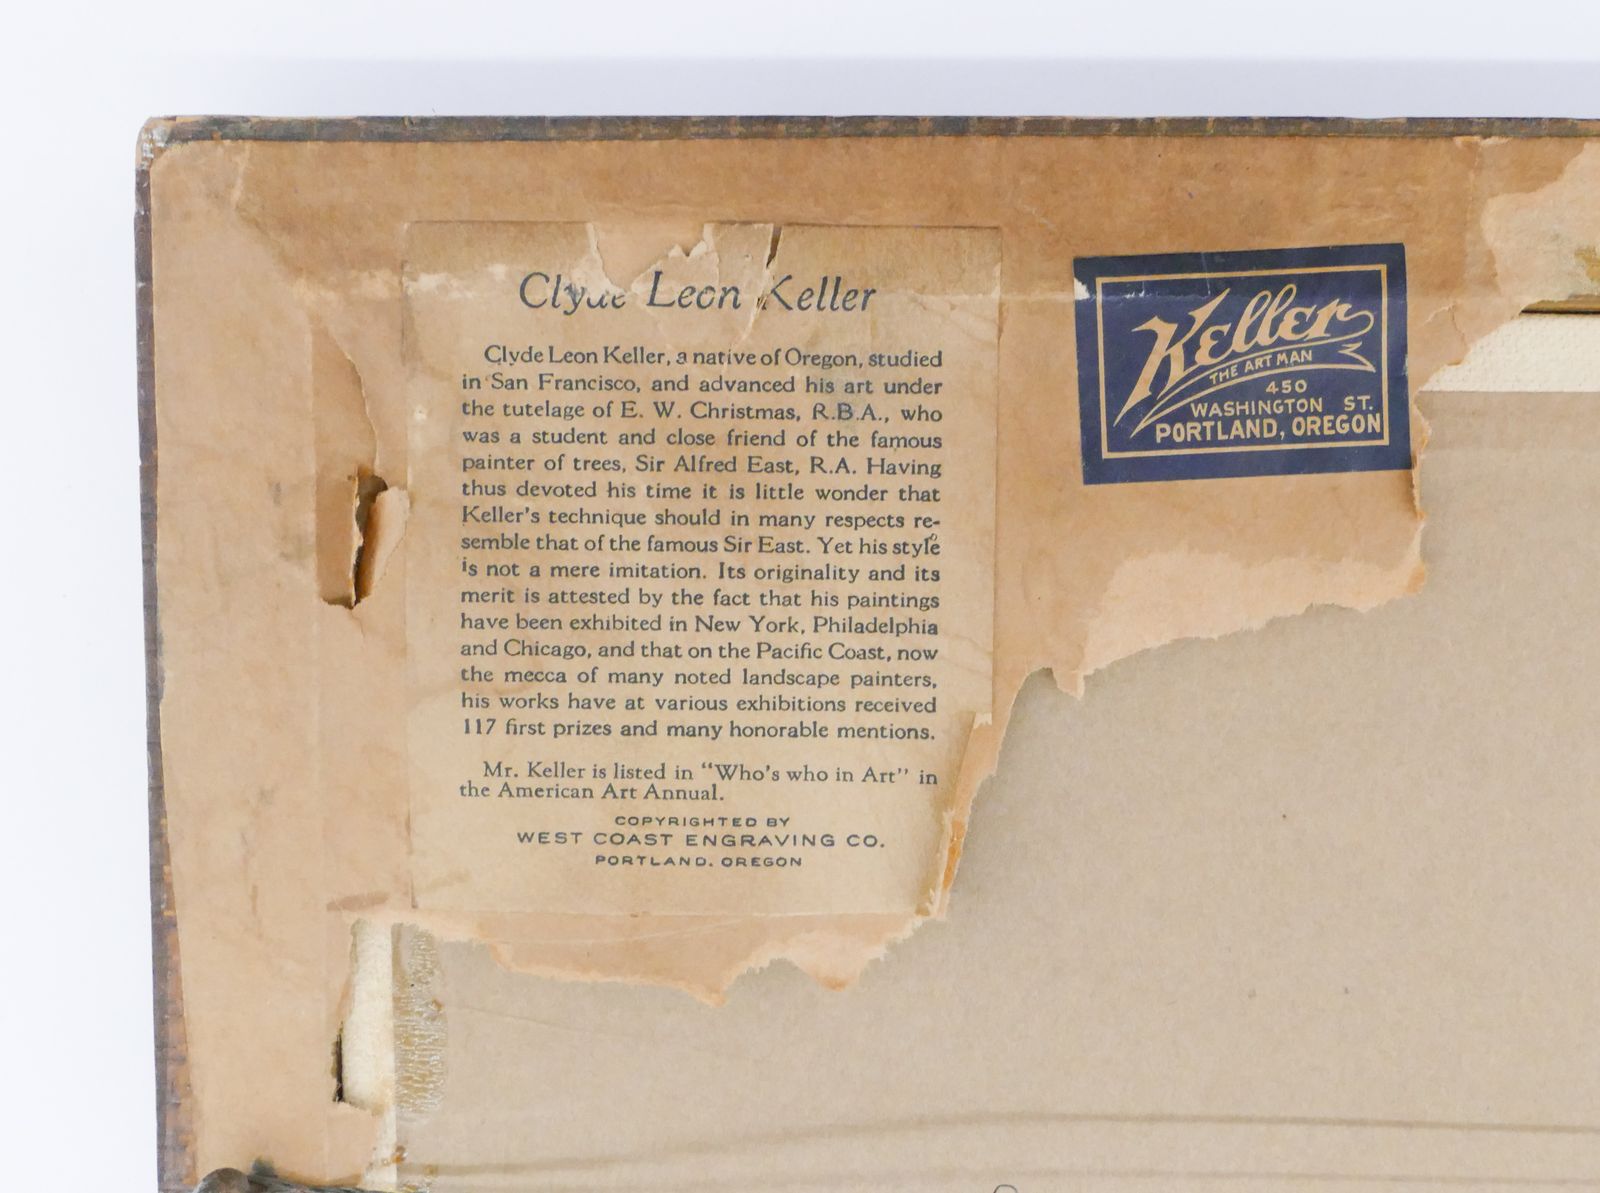 Clyde Leon Keller
Clyde Leon Keller, a native of Oregon, studied
in San Francisco, and advanced his art under
the tutelage of E. W. Christmas, R.B.A., who
was a student and close friend of the famous
painter of trees, Sir Alfred East, R.A. Having
thus devoted his time it is little wonder that
Keller's technique should in many respects re-
semble that of the famous Sir East. Yet his style
is not a mere imitation. Its originality and its
merit is attested by the fact that his paintings
have been exhibited in New York, Philadelphia
and Chicago, and that on the Pacific Coast, now
the mecca of many noted landscape painters,
his works have at various exhibitions received
117 first prizes and many honorable mentions.
Mr. Keller is listed in "Who's who in Art" in
the American Art Annual.
COPYRIGHTED BY
WEST COAST ENGRAVING CO.
PORTLAND, OREGON
Keller
THE ART MAN
450
WASHINGTON ST.
PORTLAND, OREGON